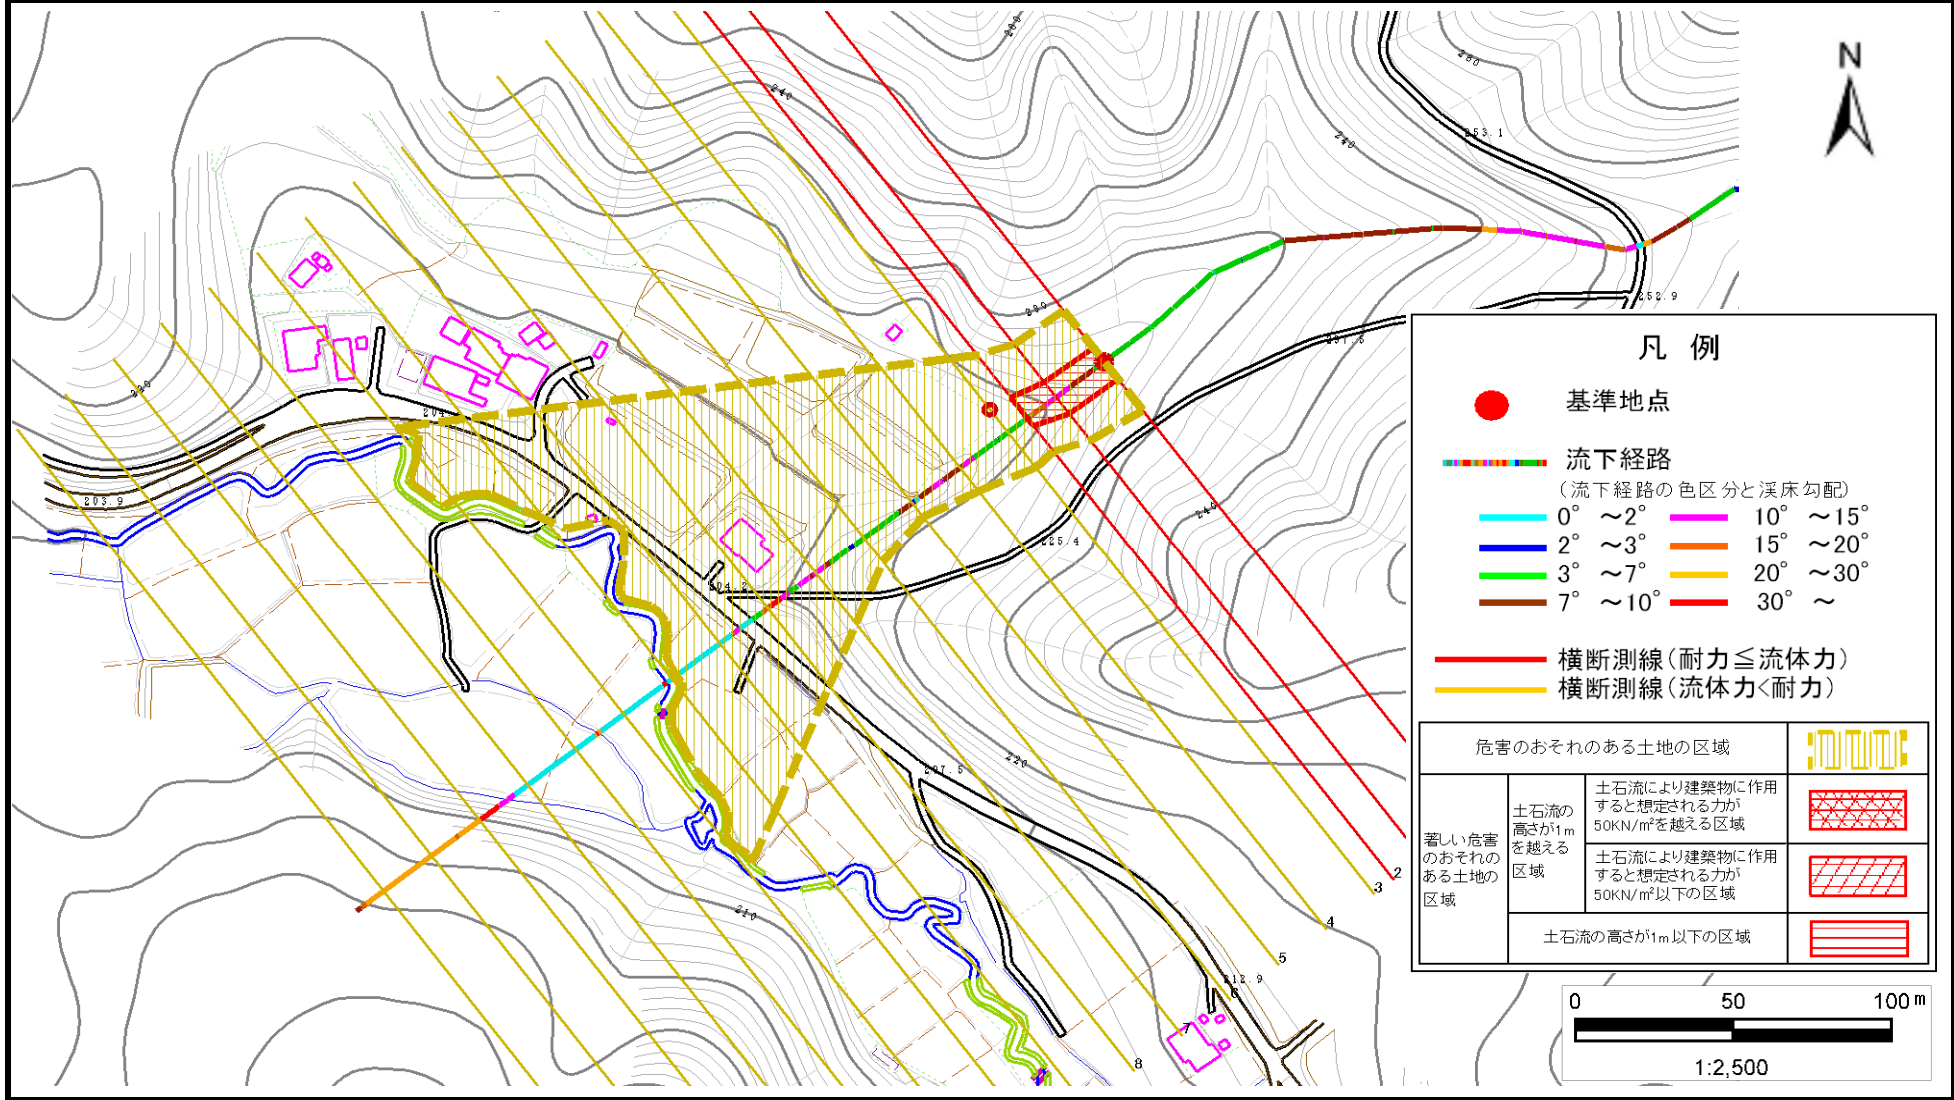 200
260
240
240
253.1
252.9
N
230
237.5
220
204
203.9
240
225.4
204.2
220
207.5
210
212.9
2
3
4
5
6
7
8
凡 例
基準地点
流下経路
(流下経路の色区分と渓床勾配)
0° ～2° 10° ～15°
2° ～3° 15° ～20°
3° ～7° 20° ～30°
7° ～10° 30° ～
横断測線(耐力≦流体力)
横断測線(流体力<耐力)
危害のおそれのある土地の区域
著しい危害
のおそれの
ある土地の
区域
土石流の
高さが1m
を越える
区域
土石流により建築物に作用
すると想定される力が
50KN/㎡を越える区域
土石流により建築物に作用
すると想定される力が
50KN/㎡以下の区域
土石流の高さが1m以下の区域
0 50 100 m
1:2,500